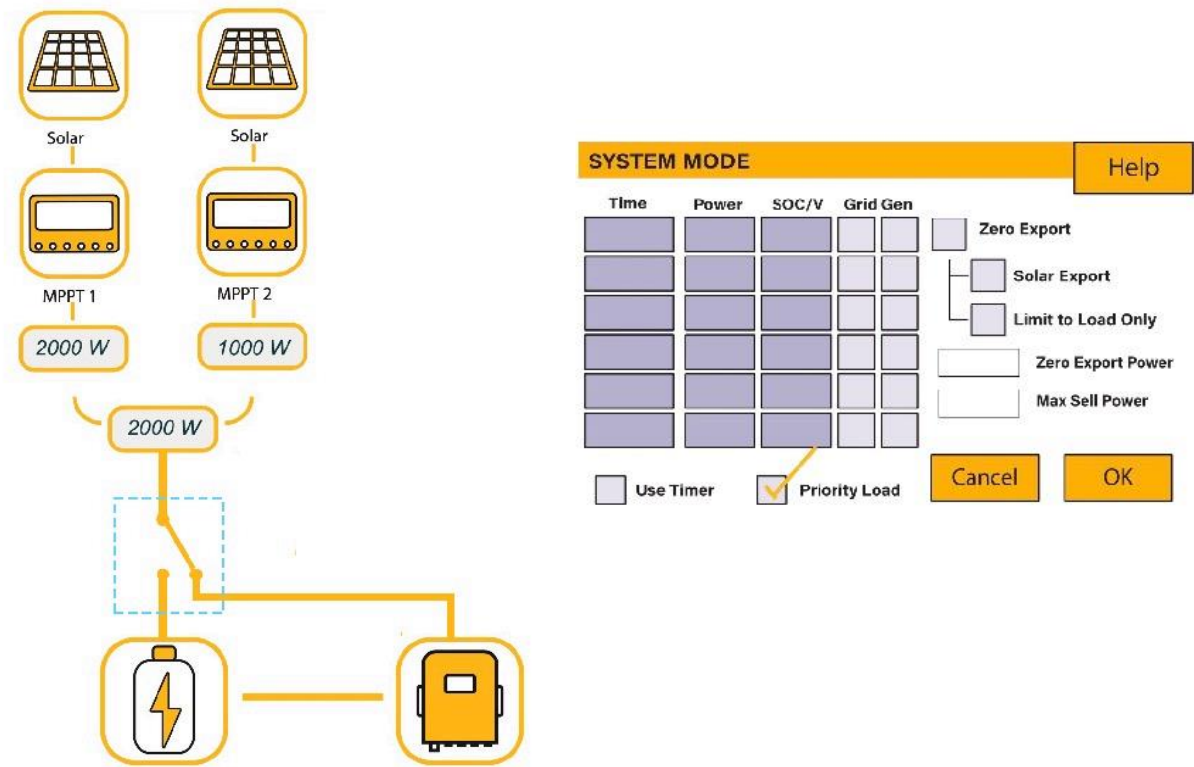 Solar
Solar
MPPT 1
MPPT 2
2000 W
1000 W
2000 W
SYSTEM MODE
Help
Time Power SOC/V Grid Gen
Zero Export
Solar Export
Limit to Load Only
Zero Export Power
Max Sell Power
Use Timer
Priority Load
Cancel
OK